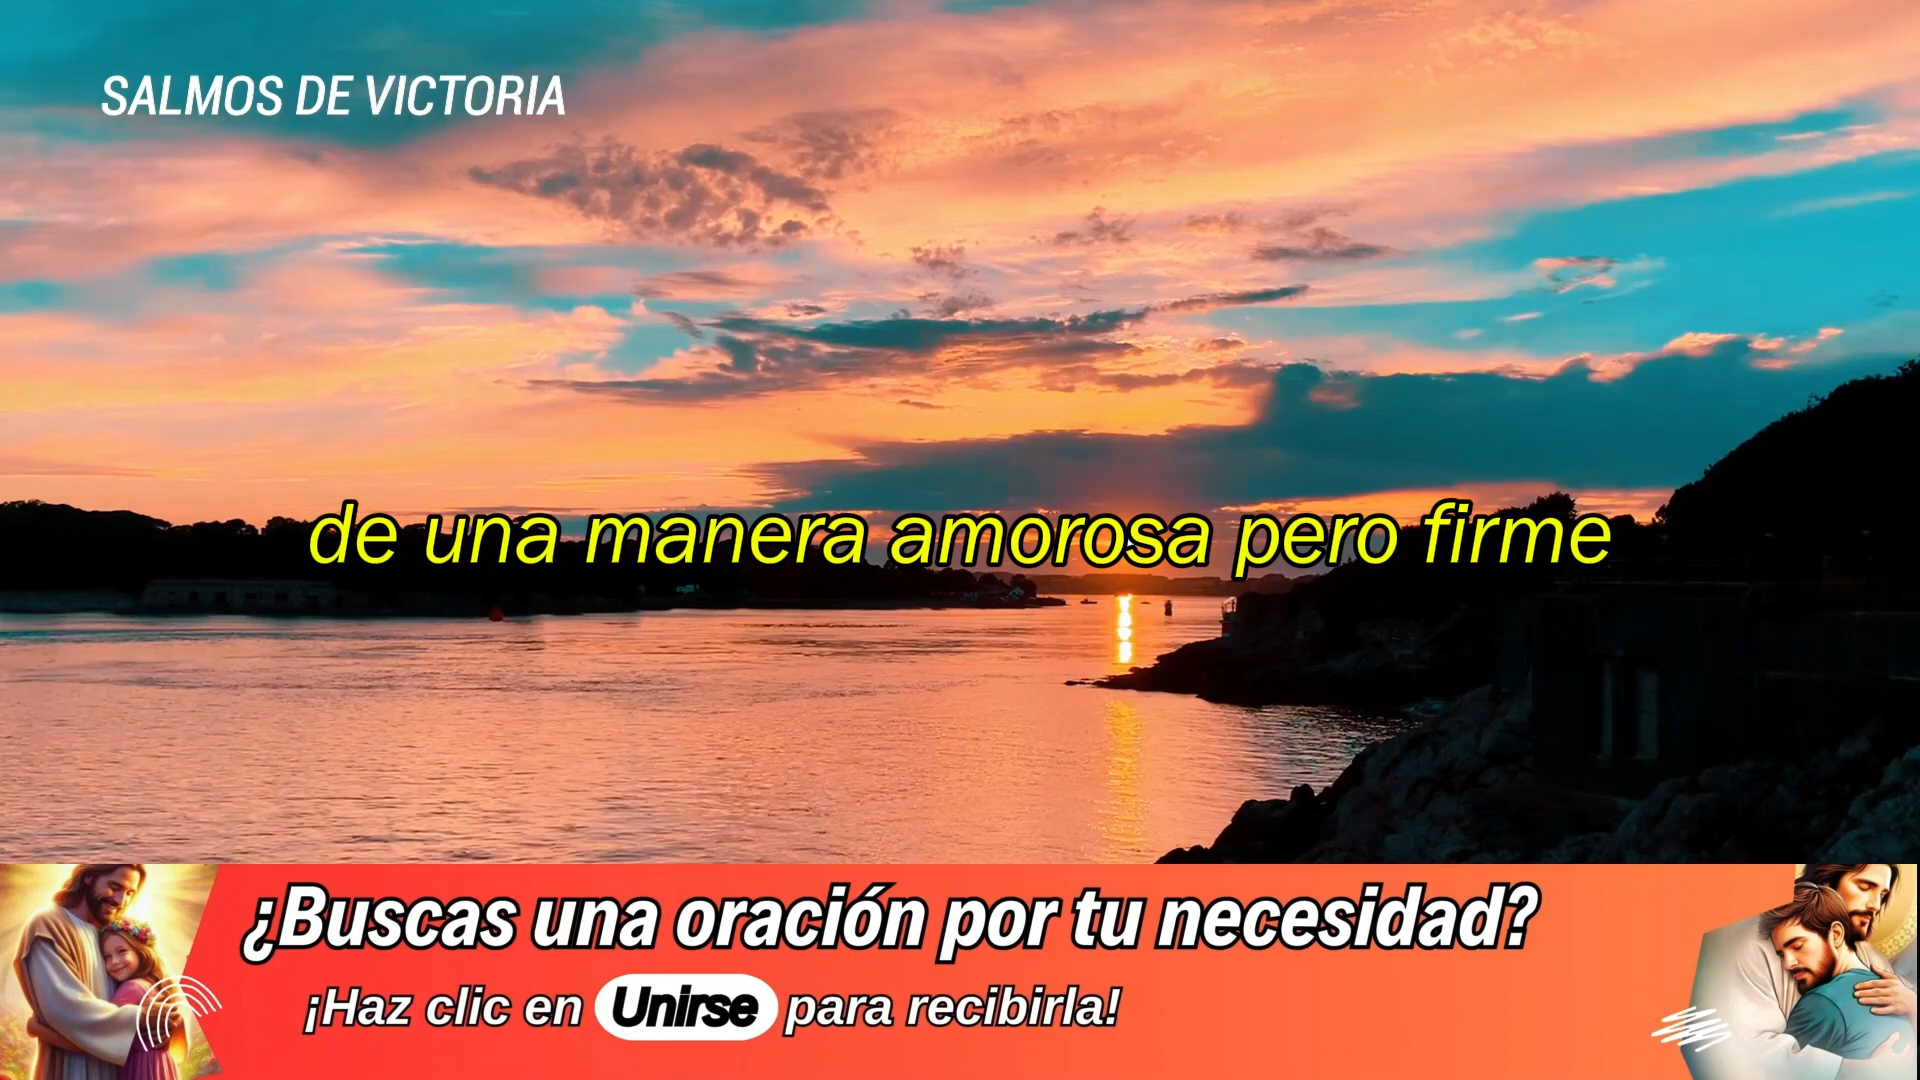 SALMOS DE VICTORIA
de una manera amorosa pero firme
¿Buscas una oración por tu necesidad?
¡Haz clic en Unirse para recibirla!